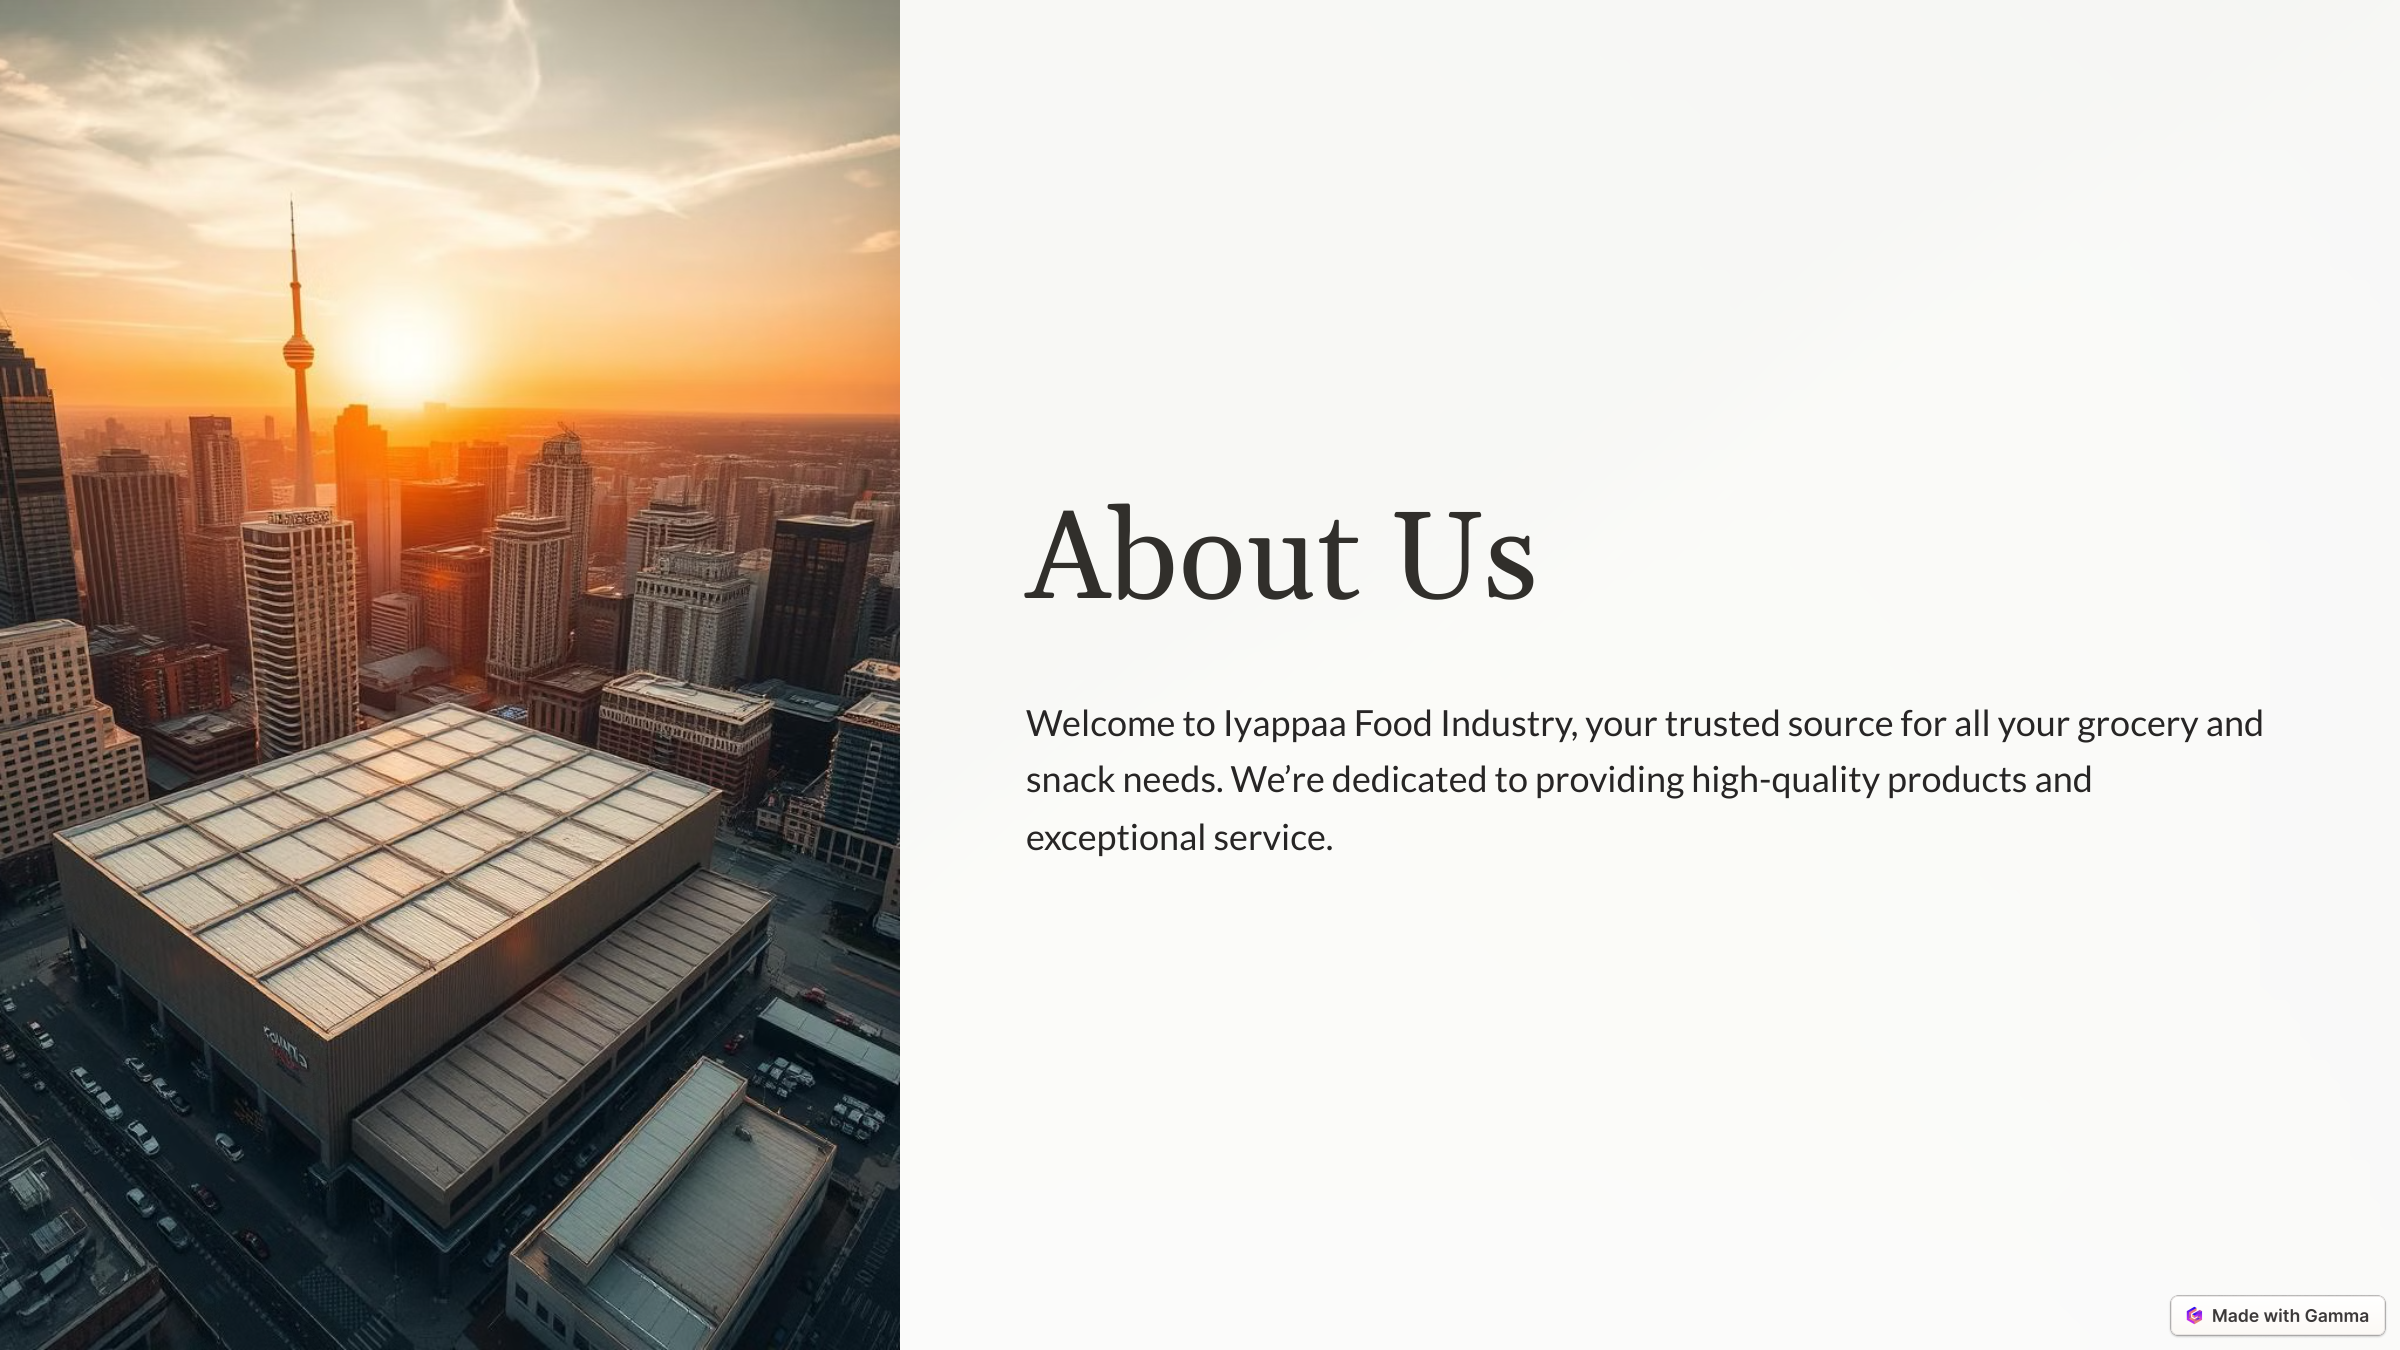 About Us
Welcome to Iyappaa Food Industry, your trusted source for all your grocery and
snack needs. We’re dedicated to providing high-quality products and
exceptional service.
Made with Gamma